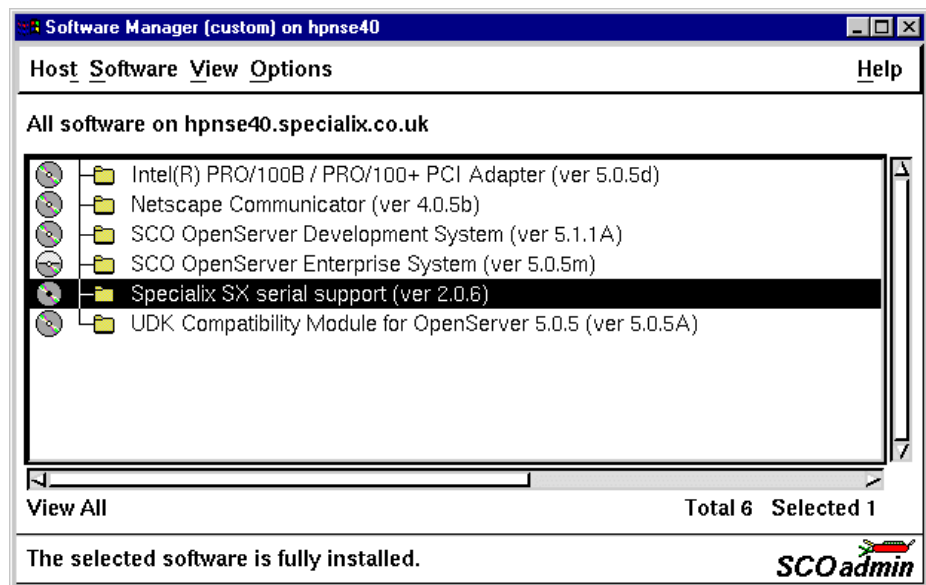 Software Manager (custom) on hpnse40
Host Software View Options Help
All software on hpnse40.specialix.co.uk
Intel(R) PRO/100B / PRO/100+ PCI Adapter (ver 5.0.5d)
Netscape Communicator (ver 4.0.5b)
SCO OpenServer Development System (ver 5.1.1A)
SCO OpenServer Enterprise System (ver 5.0.5m)
Specialix SX serial support (ver 2.0.6)
UDK Compatibility Module for OpenServer 5.0.5 (ver 5.0.5A)
View All Total 6 Selected 1
The selected software is fully installed. SCOadmin